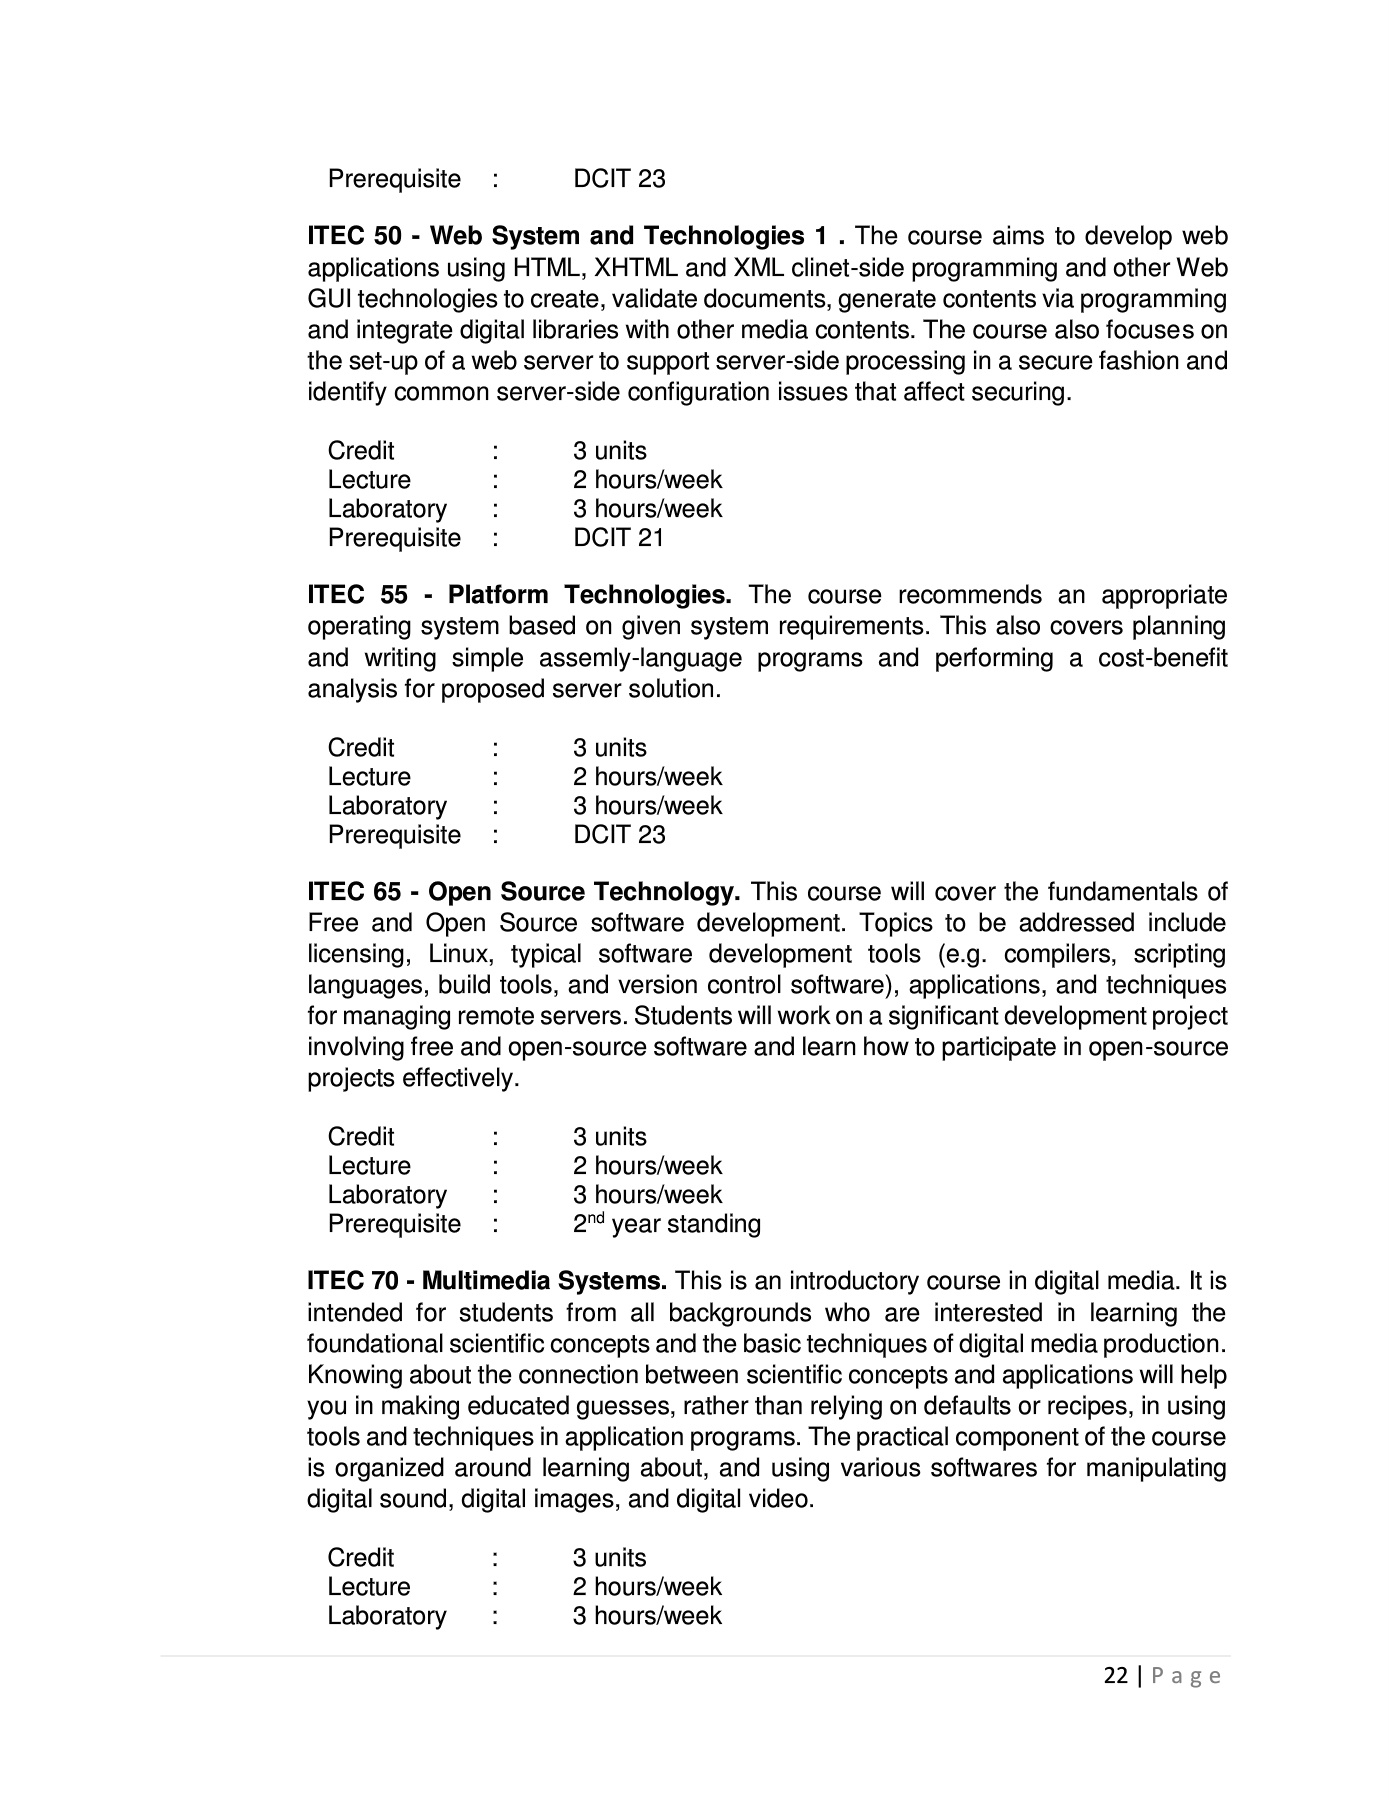 Prerequisite : DCIT 23
ITEC 50 - Web System and Technologies 1 . The course aims to develop web
applications using HTML, XHTML and XML clinet-side programming and other Web
GUI technologies to create, validate documents, generate contents via programming
and integrate digital libraries with other media contents. The course also focuses on
the set-up of a web server to support server-side processing in a secure fashion and
identify common server-side configuration issues that affect securing.
Credit : 3 units
Lecture : 2 hours/week
Laboratory : 3 hours/week
Prerequisite : DCIT 21
ITEC 55 - Platform Technologies. The course recommends an appropriate
operating system based on given system requirements. This also covers planning
and writing simple assemly-language programs and performing a cost-benefit
analysis for proposed server solution.
Credit : 3 units
Lecture : 2 hours/week
Laboratory : 3 hours/week
Prerequisite : DCIT 23
ITEC 65 - Open Source Technology. This course will cover the fundamentals of
Free and Open Source software development. Topics to be addressed include
licensing, Linux, typical software development tools (e.g. compilers, scripting
languages, build tools, and version control software), applications, and techniques
for managing remote servers. Students will work on a significant development project
involving free and open-source software and learn how to participate in open-source
projects effectively.
Credit : 3 units
Lecture : 2 hours/week
Laboratory : 3 hours/week
Prerequisite : 2nd year standing
ITEC 70 - Multimedia Systems. This is an introductory course in digital media. It is
intended for students from all backgrounds who are interested in learning the
foundational scientific concepts and the basic techniques of digital media production.
Knowing about the connection between scientific concepts and applications will help
you in making educated guesses, rather than relying on defaults or recipes, in using
tools and techniques in application programs. The practical component of the course
is organized around learning about, and using various softwares for manipulating
digital sound, digital images, and digital video.
Credit : 3 units
Lecture : 2 hours/week
Laboratory : 3 hours/week
22 | Page